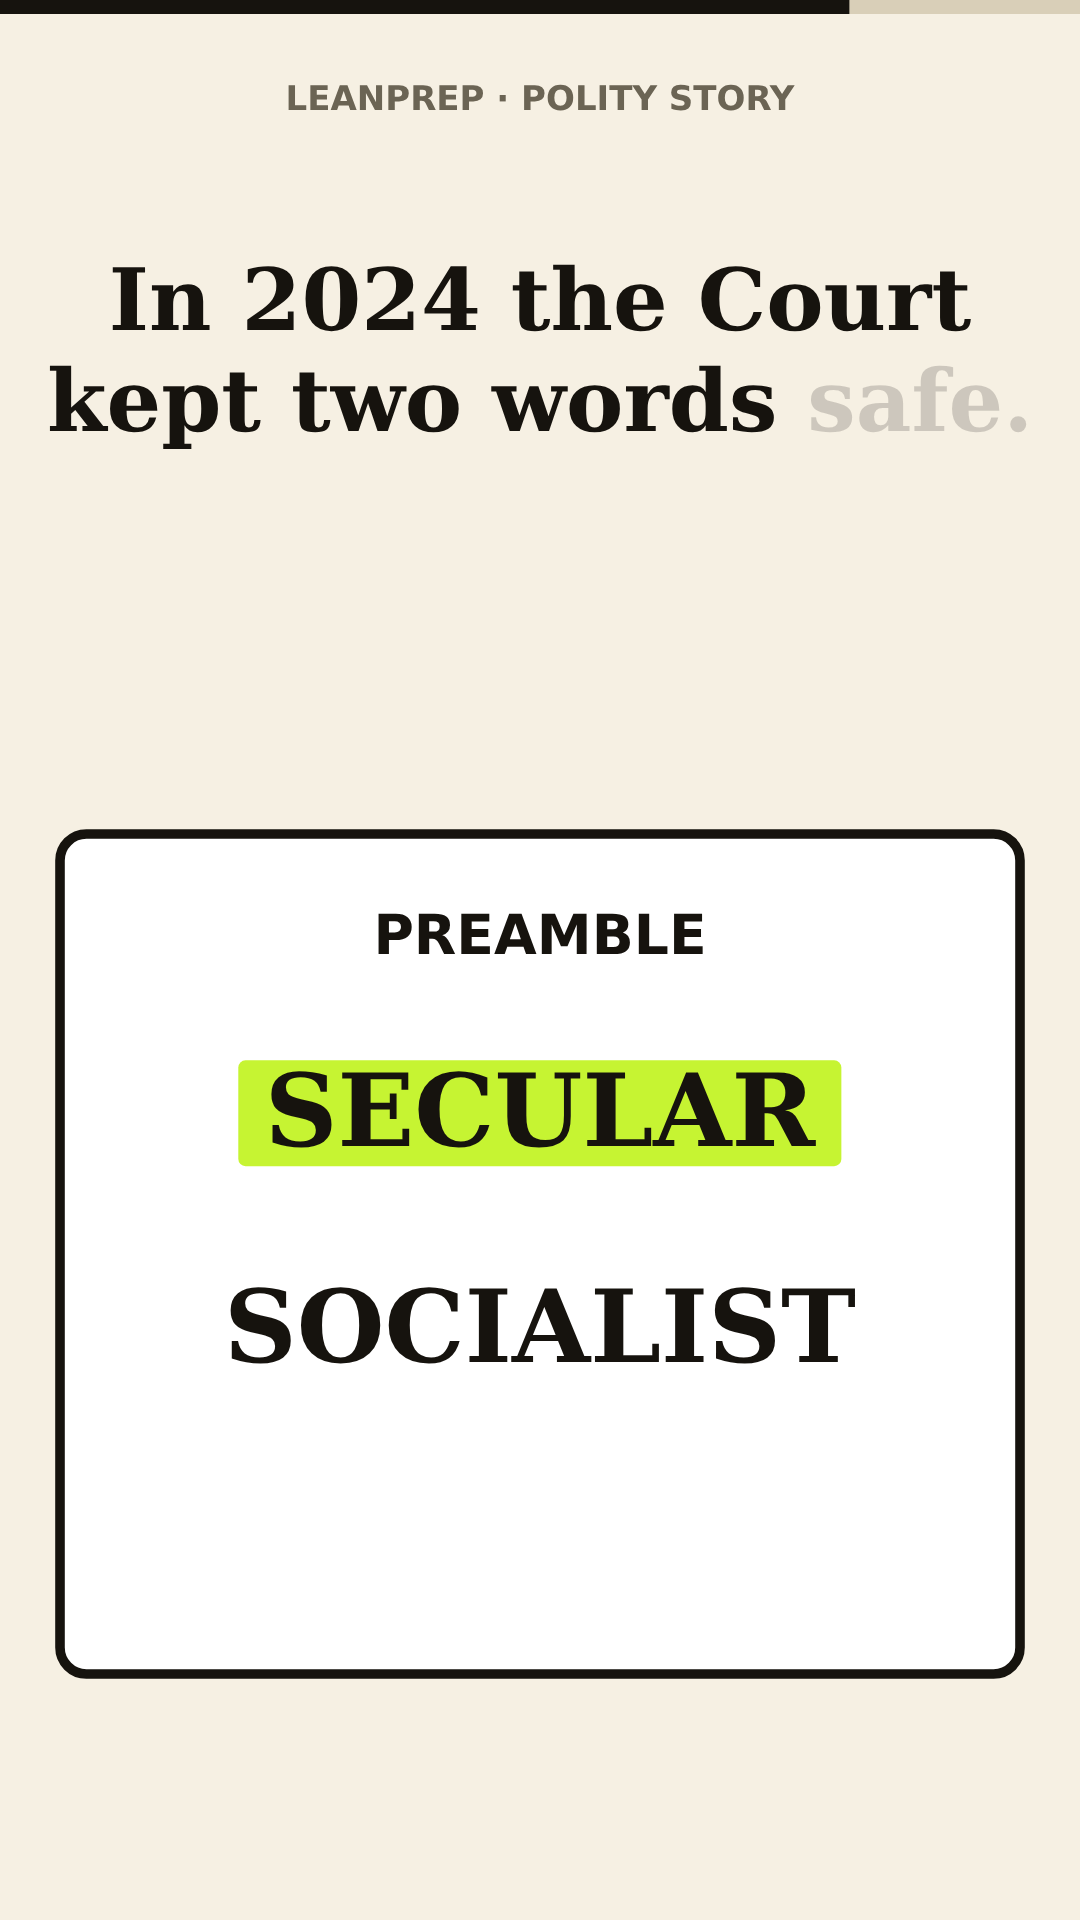 LEANPREP · POLITY STORY
In 2024 the Court
kept two words safe.
PREAMBLE
SECULAR
SOCIALIST